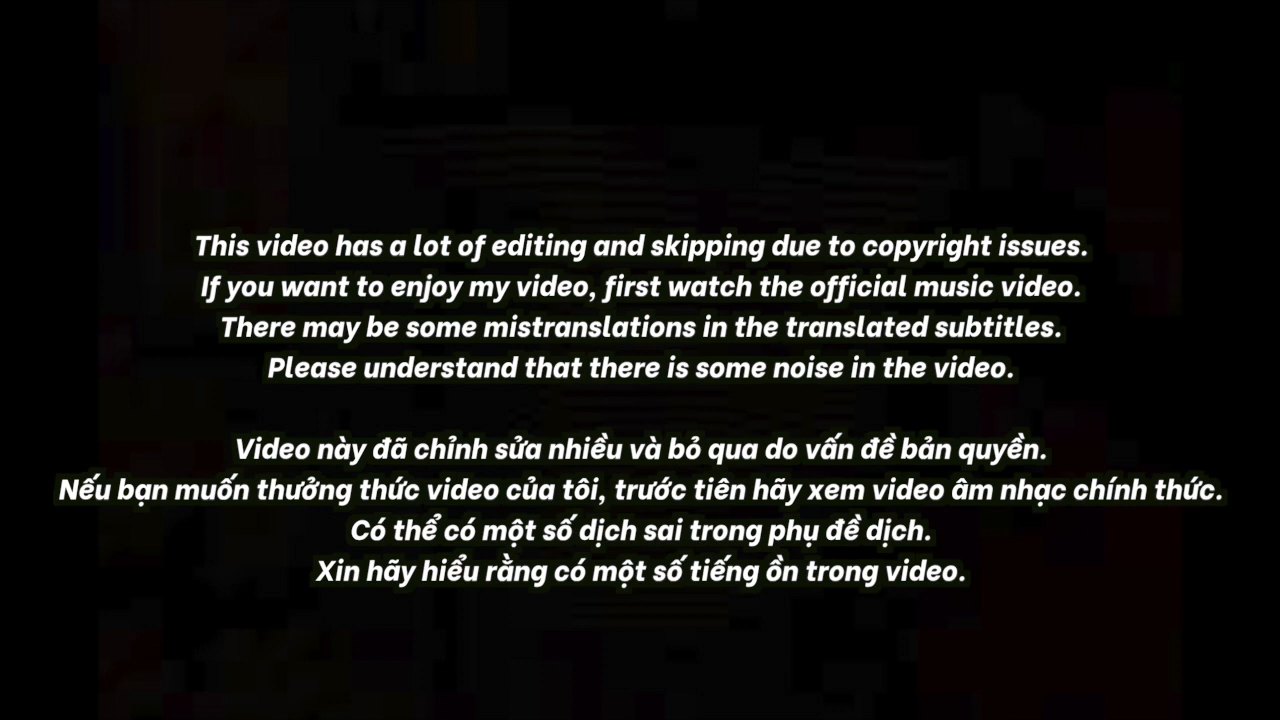 This video has a lot of editing and skipping due to copyright issues.
If you want to enjoy my video, first watch the official music video.
There may be some mistranslations in the translated subtitles.
Please understand that there is some noise in the video.
Video này đã chỉnh sửa nhiều và bỏ qua do vấn đề bản quyền.
Nếu bạn muốn thưởng thức video của tôi, trước tiên hãy xem video âm nhạc chính thức.
Có thể có một số dịch sai trong phụ đề dịch.
Xin hãy hiểu rằng có một số tiếng ồn trong video.